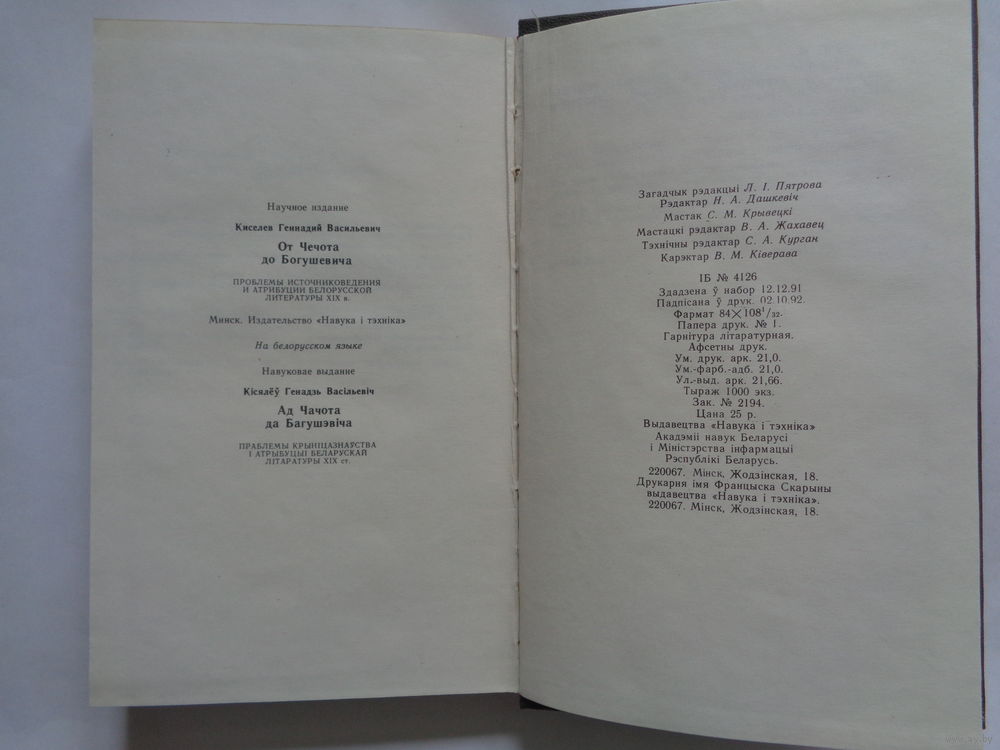 Научное издание
Киселев Геннадий Васильевич
От Чечота
до Богушевича
ПРОБЛЕМЫ ИСТОЧНИКОВЕДЕНИЯ
И АТРИБУЦИИ БЕЛОРУССКОЙ
ЛИТЕРАТУРЫ XIX в.
Минск. Издательство «Навука і тэхніка»
На белорусском языке
Навуковае выданне
Кісялёў Генадзь Васільевіч
Ад Чачота
да Багушэвіча
ПРАБЛЕМЫ КРЫНІЦАЗНАЎСТВА
І АТРЫБУЦЫІ БЕЛАРУСКАЙ
ЛІТАРАТУРЫ XIX ст.
Загадчык рэдакцыі Л. І. Пятрова
Рэдактар Н. А. Дашкевіч
Мастак С. М. Крывецкі
Мастацкі рэдактар В. А. Жахавец
Тэхнічны рэдактар С. А. Курган
Карэктар В. М. Ківерава
ІБ № 4126
Здадзена ў набор 12.12.91
Падпісана ў друк. 02.10.92.
Фармат 84×108¹/₃₂.
Папера друк. № 1.
Гарнітура літаратурная.
Афсетны друк.
Ум. друк. арк. 21,0.
Ум.-фарб.-адб. 21,0.
Ул.-выд. арк. 21,66.
Тыраж 1000 экз.
Зак. № 2194.
Цана 25 р.
Выдавецтва «Навука і тэхніка»
Акадэміі навук Беларусі
і Міністэрства інфармацыі
Рэспублікі Беларусь.
220067. Мінск, Жодзінская, 18.
Друкарня імя Францыска Скарыны
выдавецтва «Навука і тэхніка».
220067. Мінск, Жодзінская, 18.
www.ay.by